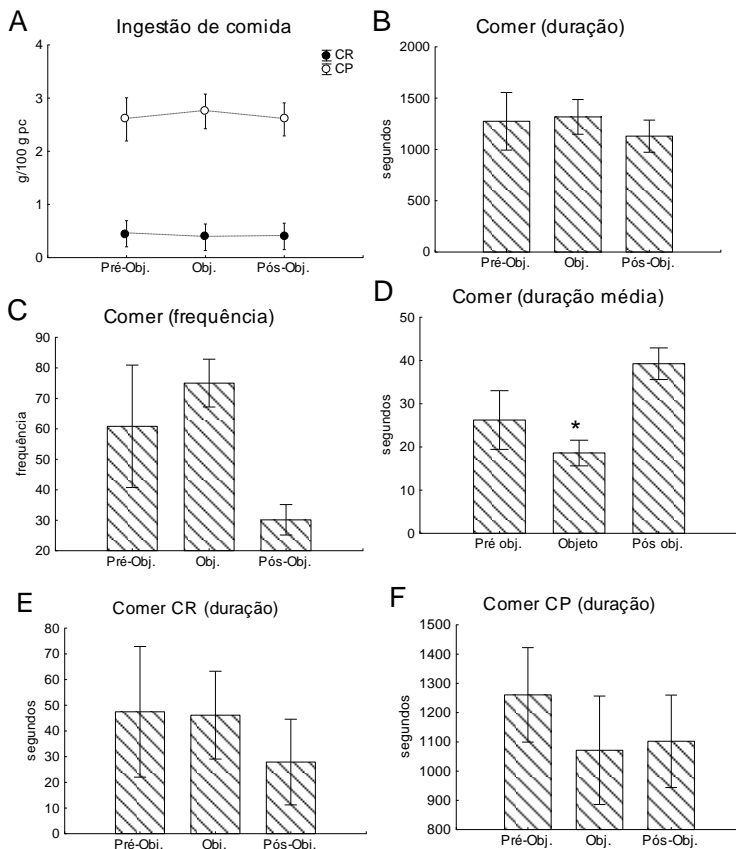 A
Ingestão de comida
CR
CP
g/100 g pc
4
3
2
1
0
Pré-Obj.
Obj.
Pós-Obj.
B
Comer (duração)
segundos
2000
1500
1000
500
0
Pré-Obj.
Obj.
Pós-Obj.
C
Comer (frequência)
frequência
90
80
70
60
50
40
30
20
Pré-Obj.
Obj.
Pós-Obj.
D
Comer (duração média)
segundos
50
40
30
20
10
0
*
Pré obj.
Objeto
Pós obj.
E
Comer CR (duração)
segundos
80
70
60
50
40
30
20
10
0
Pré-Obj.
Obj.
Pós-Obj.
F
Comer CP (duração)
segundos
1500
1400
1300
1200
1100
1000
900
800
Pré-Obj.
Obj.
Pós-Obj.